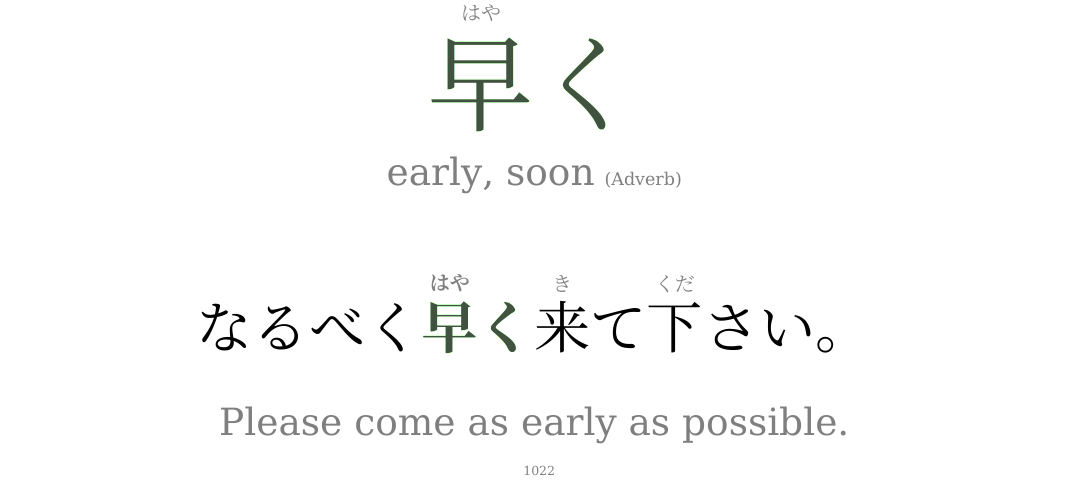 はや
早く
early, soon (Adverb)
はや き くだ
なるべく早く来て下さい。
Please come as early as possible.
1022